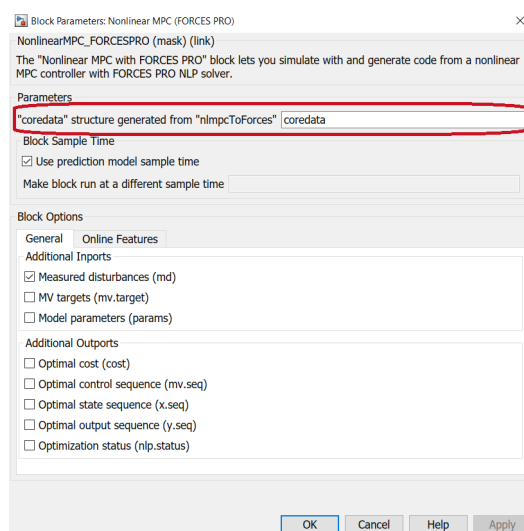 Block Parameters: Nonlinear MPC (FORCES PRO)
NonlinearMPC_FORCESPRO (mask) (link)
The "Nonlinear MPC with FORCES PRO" block lets you simulate with and generate code from a nonlinear
MPC controller with FORCES PRO NLP solver.
Parameters
"coredata" structure generated from "nlmpcToForces" coredata
Block Sample Time
Use prediction model sample time
Make block run at a different sample time
Block Options
General Online Features
Additional Inports
Measured disturbances (md)
MV targets (mv.target)
Model parameters (params)
Additional Outports
Optimal cost (cost)
Optimal control sequence (mv.seq)
Optimal state sequence (x.seq)
Optimal output sequence (y.seq)
Optimization status (nlp.status)
OK Cancel Help Apply